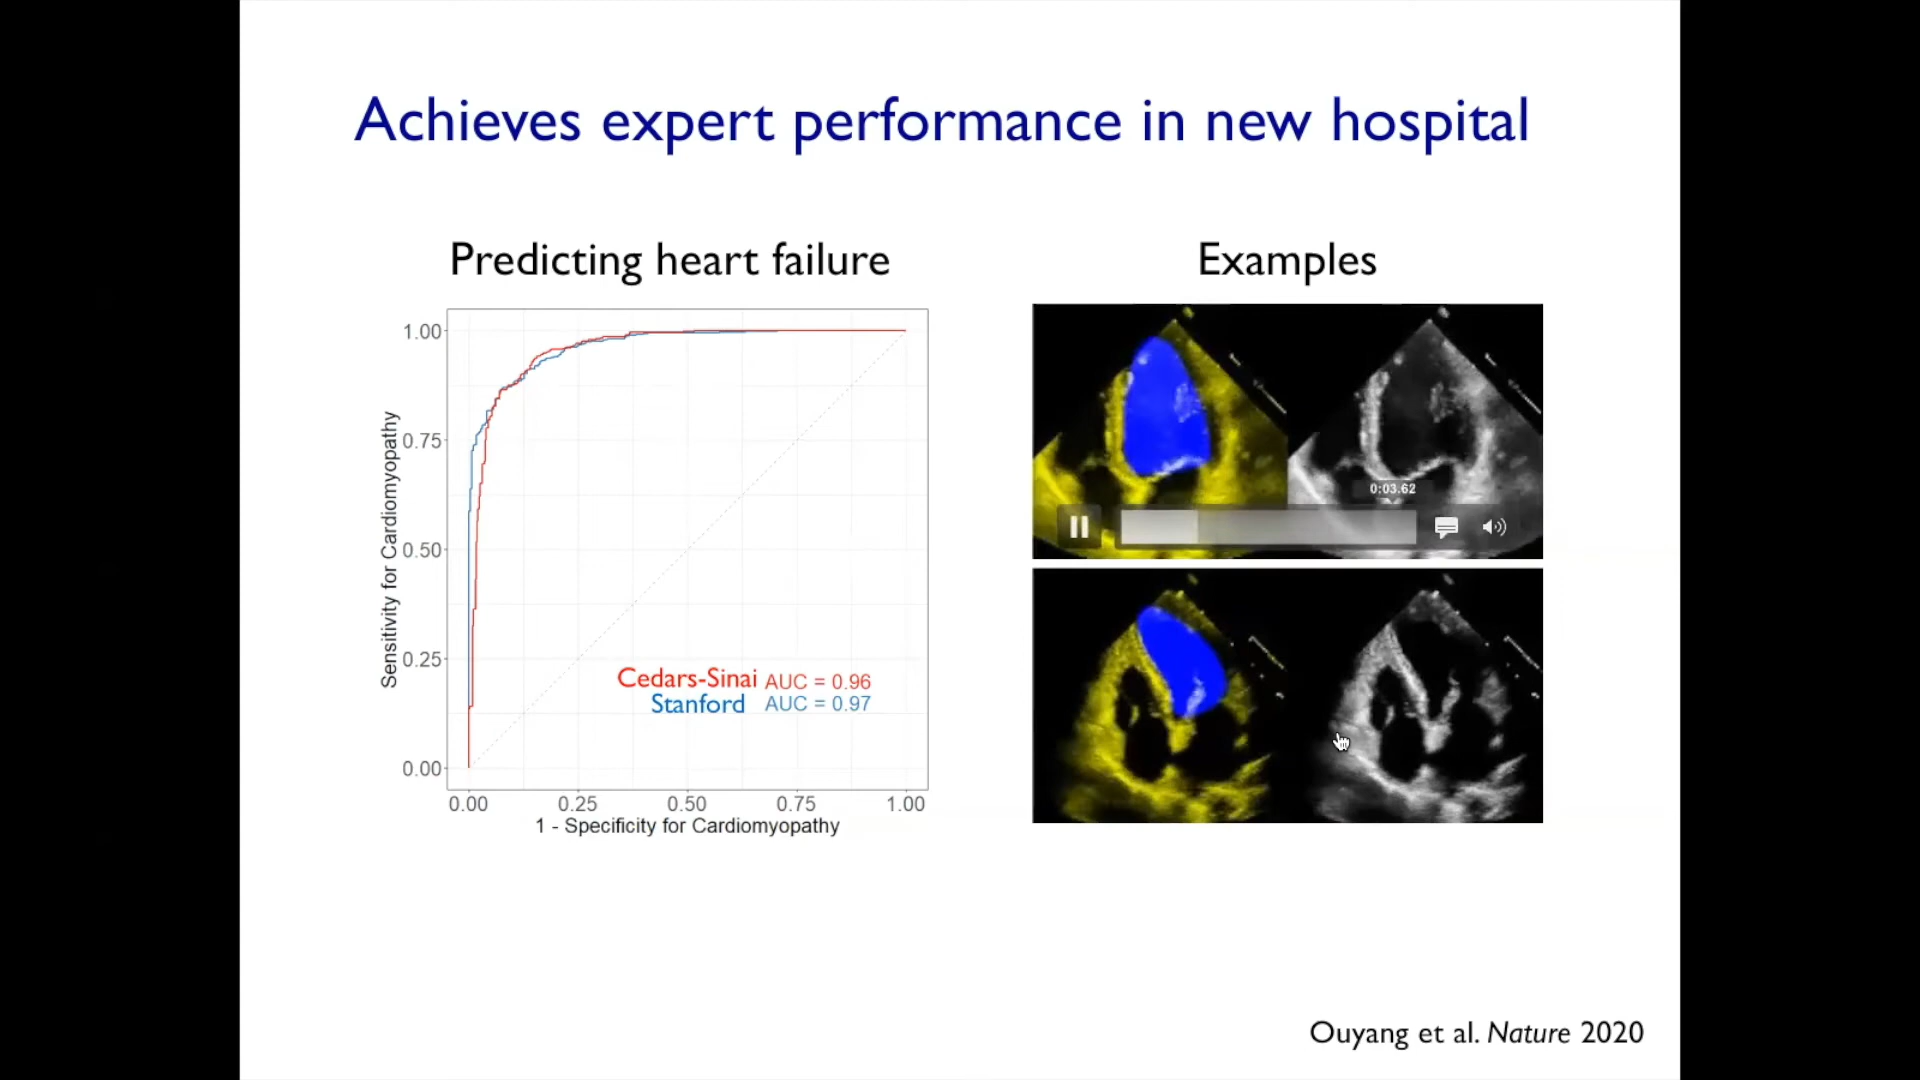 Achieves expert performance in new hospital
Predicting heart failure
Sensitivity for Cardiomyopathy
1.00
0.75
0.50
0.25
0.00
Cedars-Sinai AUC = 0.96
Stanford AUC = 0.97
0.00 0.25 0.50 0.75 1.00
1 - Specificity for Cardiomyopathy
Examples
0:03.62
Ouyang et al. Nature 2020